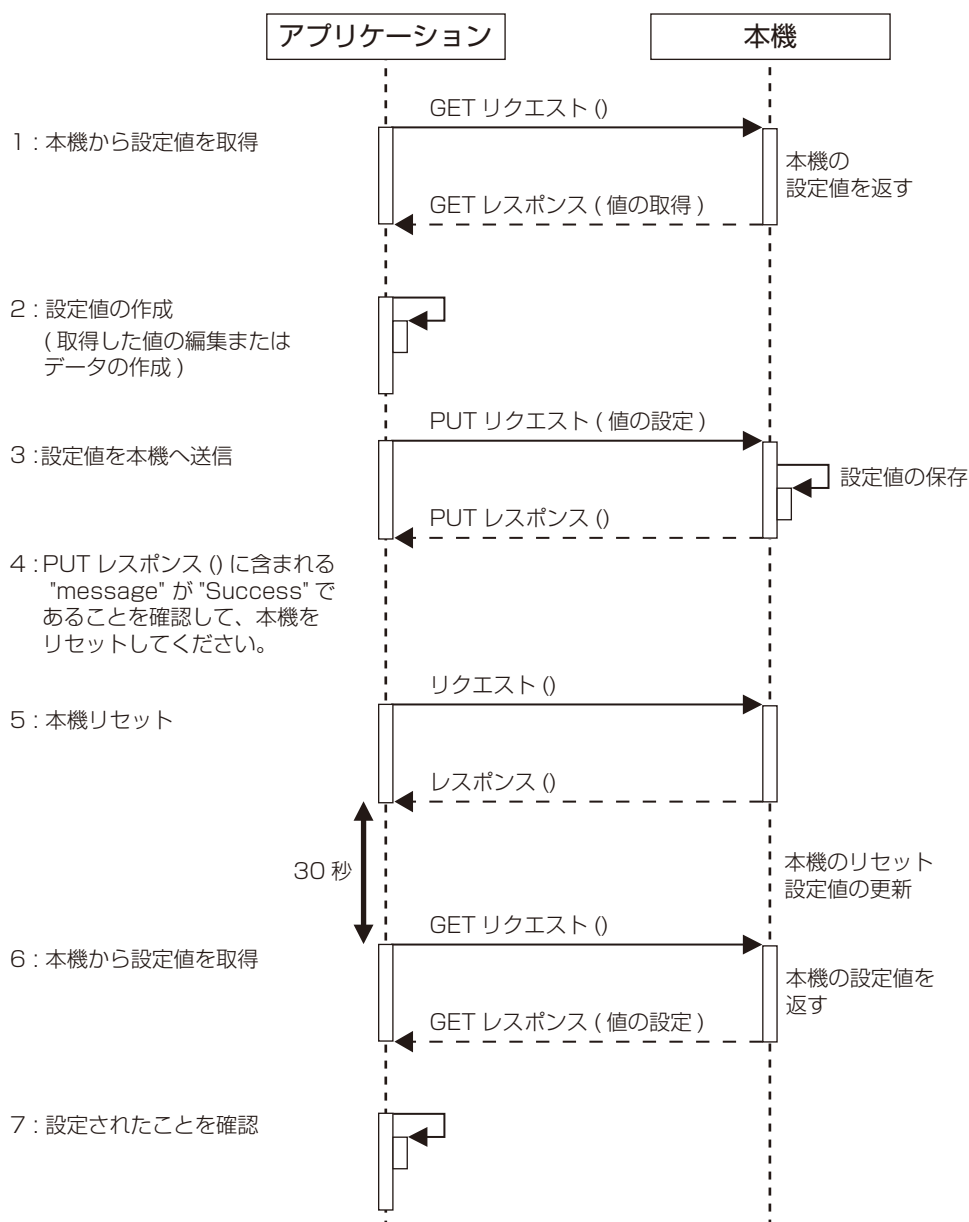 アプリケーション
本機
GET リクエスト ()
1 : 本機から設定値を取得
本機の
設定値を返す
GET レスポンス ( 値の取得 )
2 : 設定値の作成
( 取得した値の編集または
データの作成 )
PUT リクエスト ( 値の設定 )
3 :設定値を本機へ送信
設定値の保存
PUT レスポンス ()
4 : PUT レスポンス () に含まれる
"message" が "Success" で
あることを確認して、本機を
リセットしてください。
リクエスト ()
5 : 本機リセット
レスポンス ()
30 秒
本機のリセット
設定値の更新
GET リクエスト ()
6 : 本機から設定値を取得
本機の設定値を
返す
GET レスポンス ( 値の設定 )
7 : 設定されたことを確認